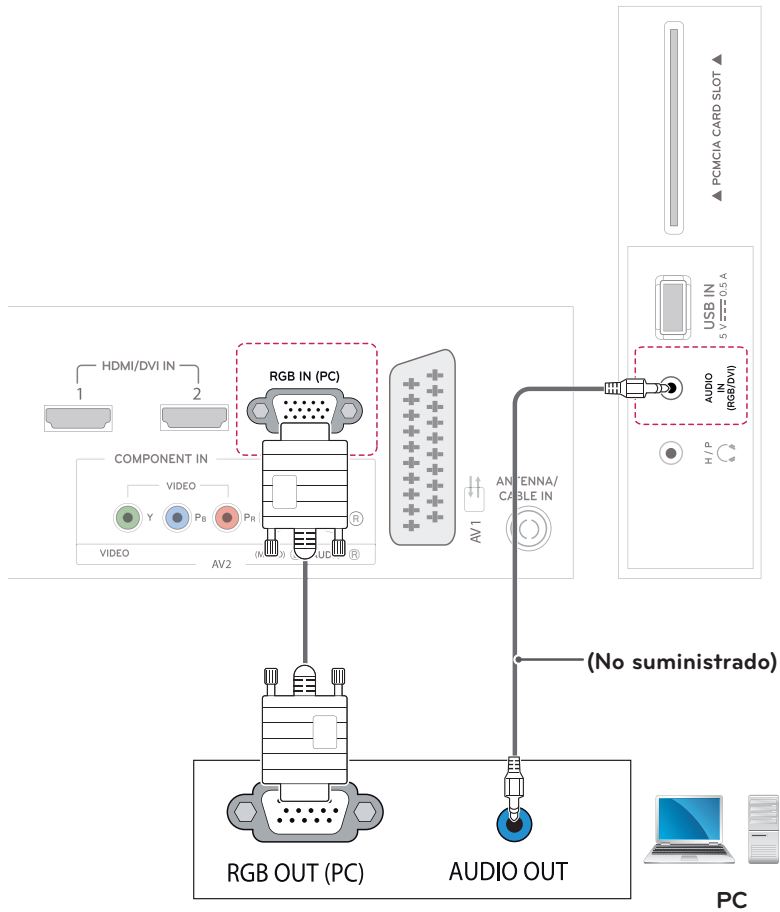 ▲ PCMCIA CARD SLOT ▲
USB IN
5 V 0.5 A
AUDIO
IN
(RGB/DVI)
H / P
HDMI/DVI IN
1
2
RGB IN (PC)
COMPONENT IN
VIDEO
Y
PB
PR
R
VIDEO
AV2
R
AV1
ANTENNA/
CABLE IN
(No suministrado)
RGB OUT (PC)
AUDIO OUT
PC